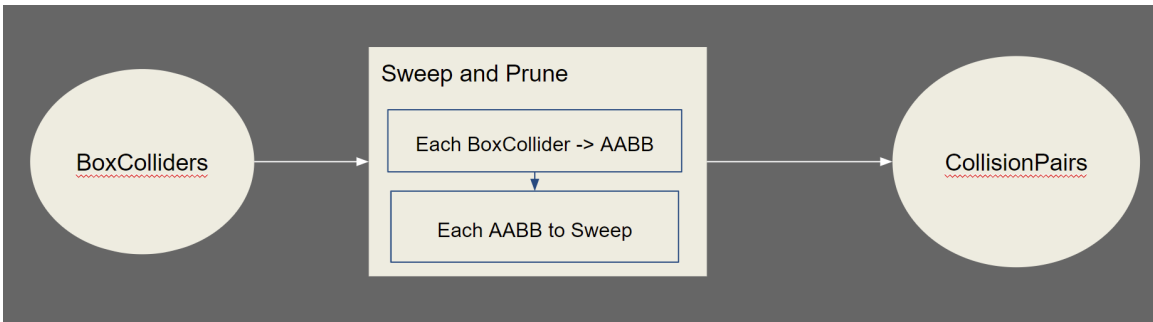 BoxColliders
Sweep and Prune
Each BoxCollider -> AABB
Each AABB to Sweep
CollisionPairs